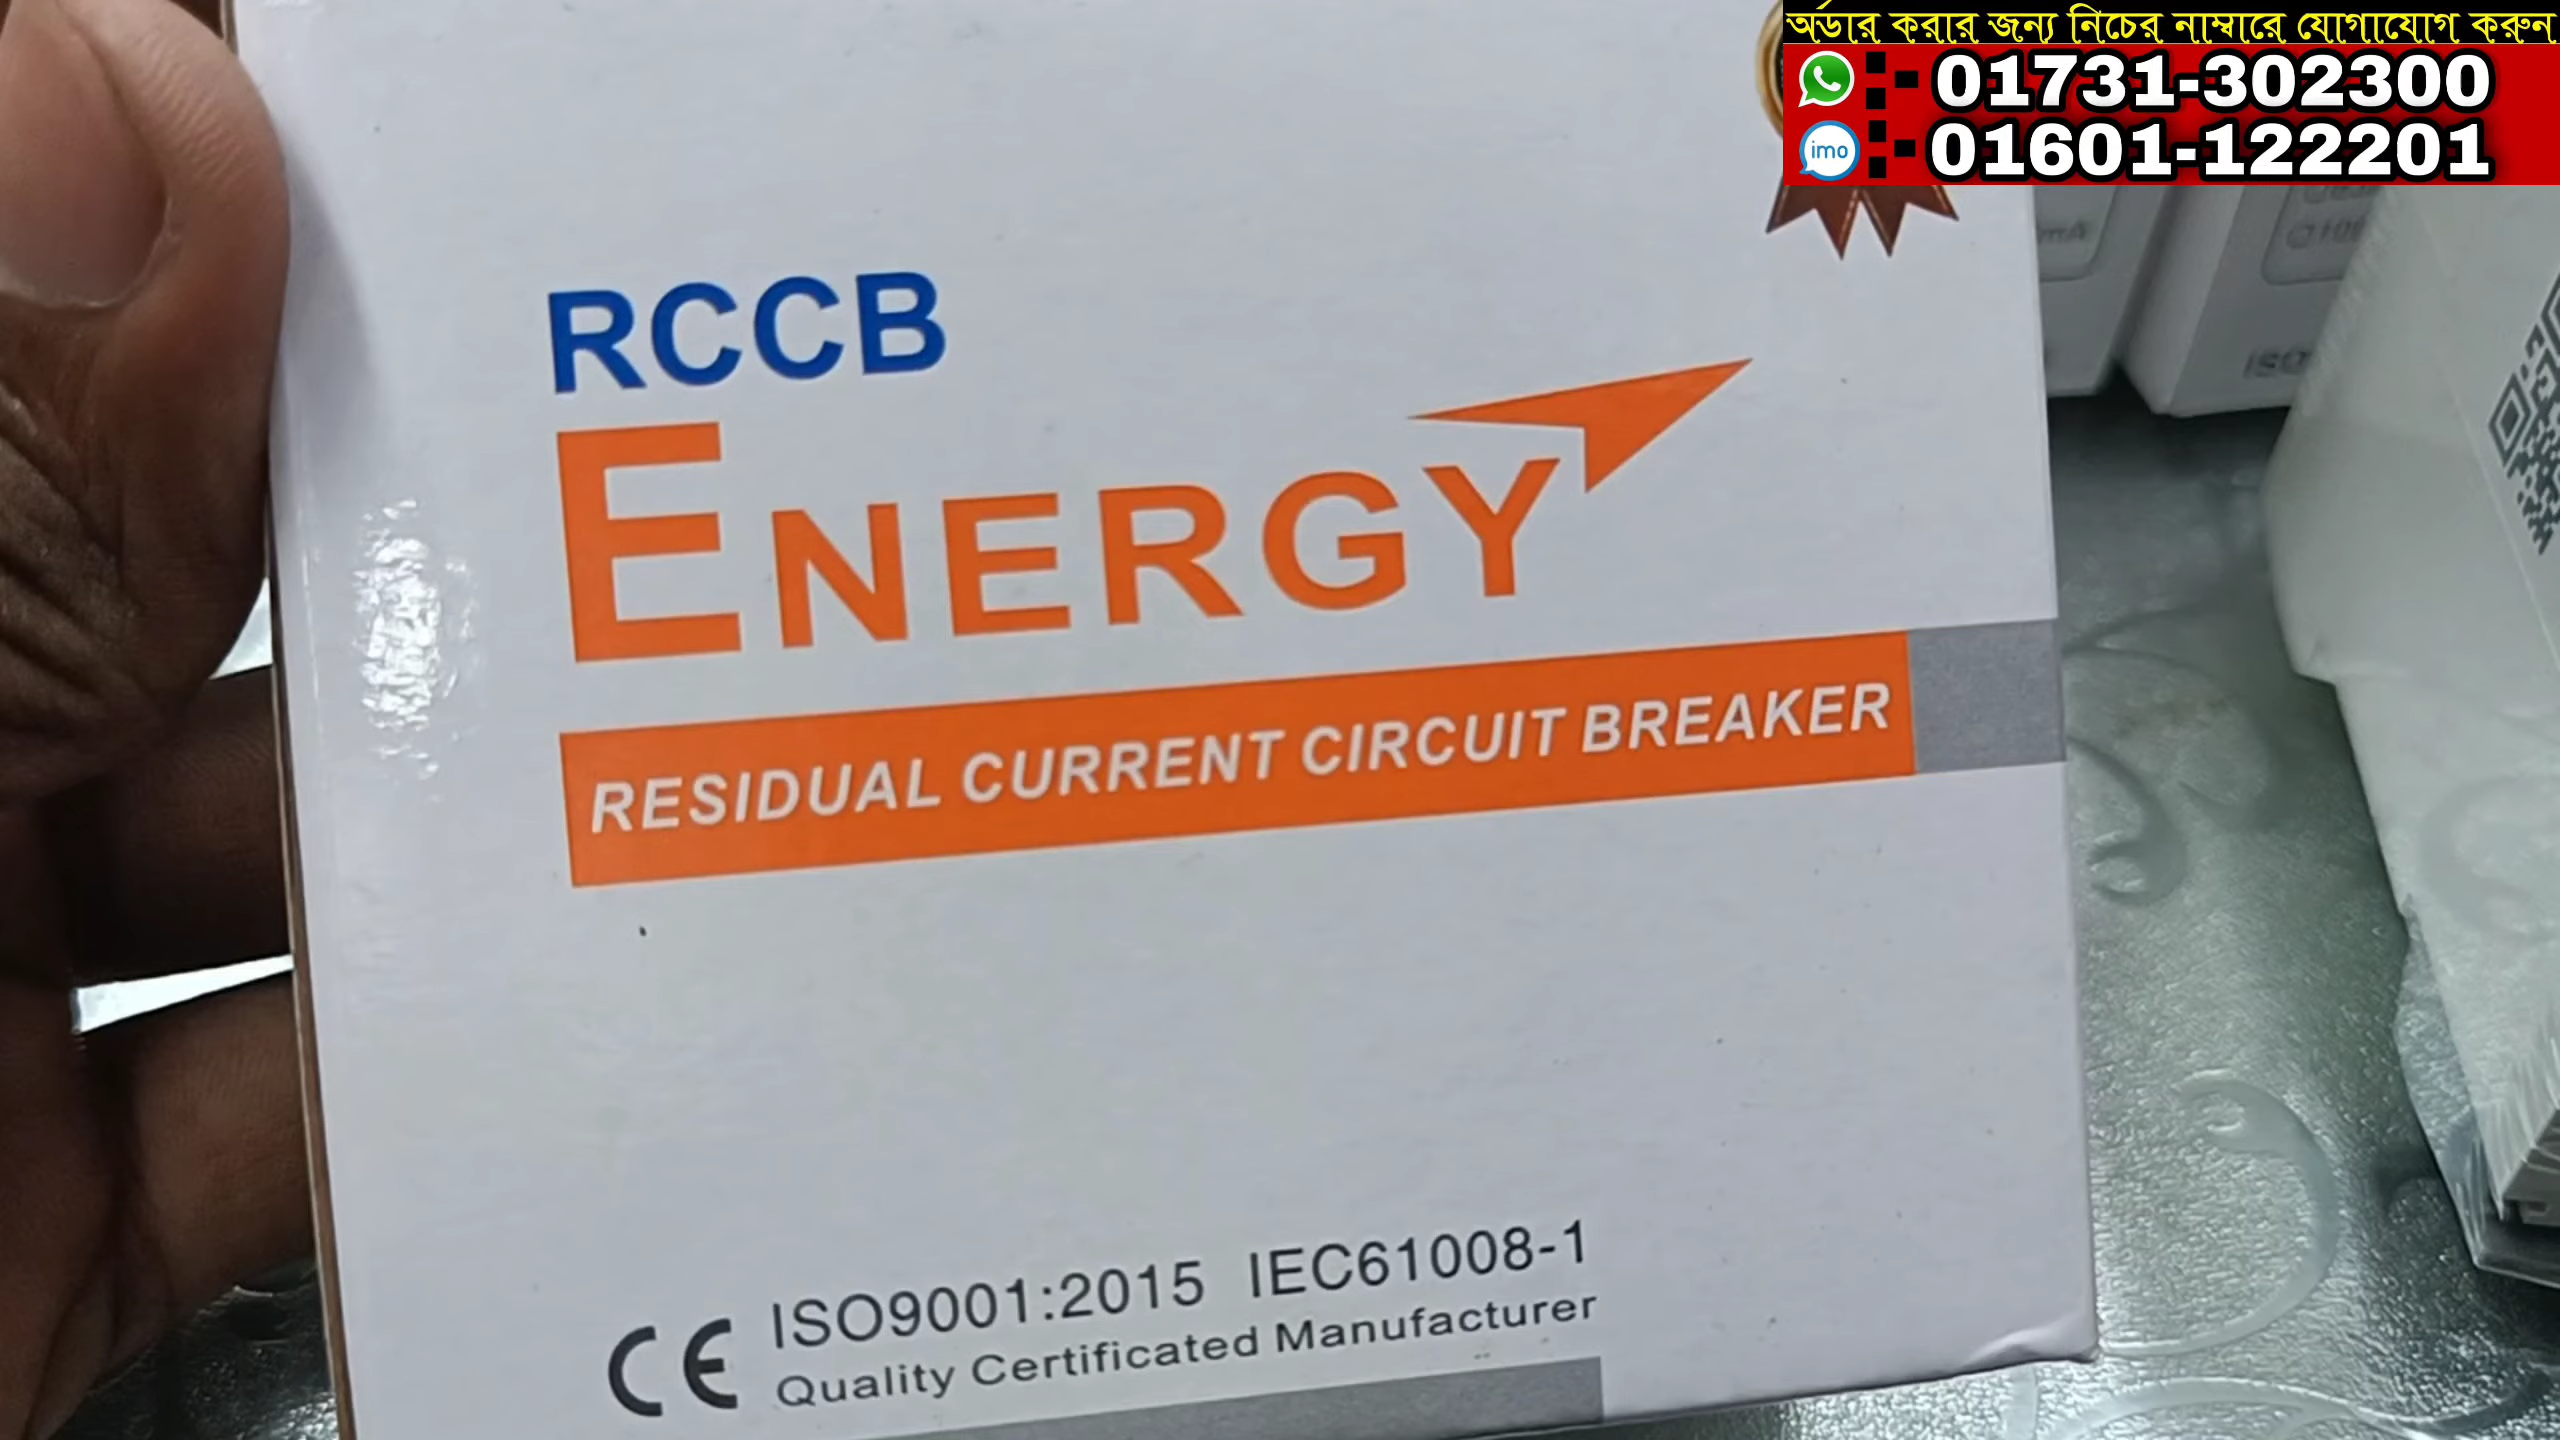 অর্ডার করার জন্য নিচের নাম্বারে যোগাযোগ করুন
:- 01731-302300
imo :- 01601-122201
RCCB
ENERGY
RESIDUAL CURRENT CIRCUIT BREAKER
ISO9001:2015 IEC61008-1
CE Quality Certificated Manufacturer